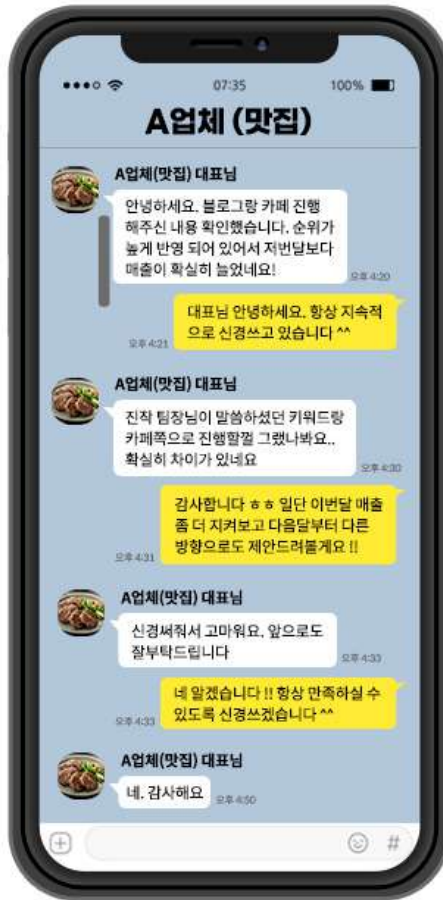 07:35
100%
A업체 (맛집)
A업체(맛집) 대표님
안녕하세요. 블로그랑 카페 진행
해주신 내용 확인했습니다. 순위가
높게 반영 되어 있어서 저번달보다
매출이 확실히 늘었네요!
오후 4:20
대표님 안녕하세요. 항상 지속적
으로 신경쓰고 있습니다 ^^
오후 4:21
A업체(맛집) 대표님
진작 팀장님이 말씀하셨던 키워드랑
카페쪽으로 진행할껄 그랬나봐요..
확실히 차이가 있네요
오후 4:30
감사합니다 ㅎㅎ 일단 이번달 매출
좀 더 지켜보고 다음달부터 다른
방향으로도 제안드려볼게요 !!
오후 4:31
A업체(맛집) 대표님
신경써줘서 고마워요. 앞으로도
잘부탁드립니다
오후 4:33
네 알겠습니다 !! 항상 만족하실 수
있도록 신경쓰겠습니다 ^^
오후 4:33
A업체(맛집) 대표님
네. 감사해요
오후 4:50
#